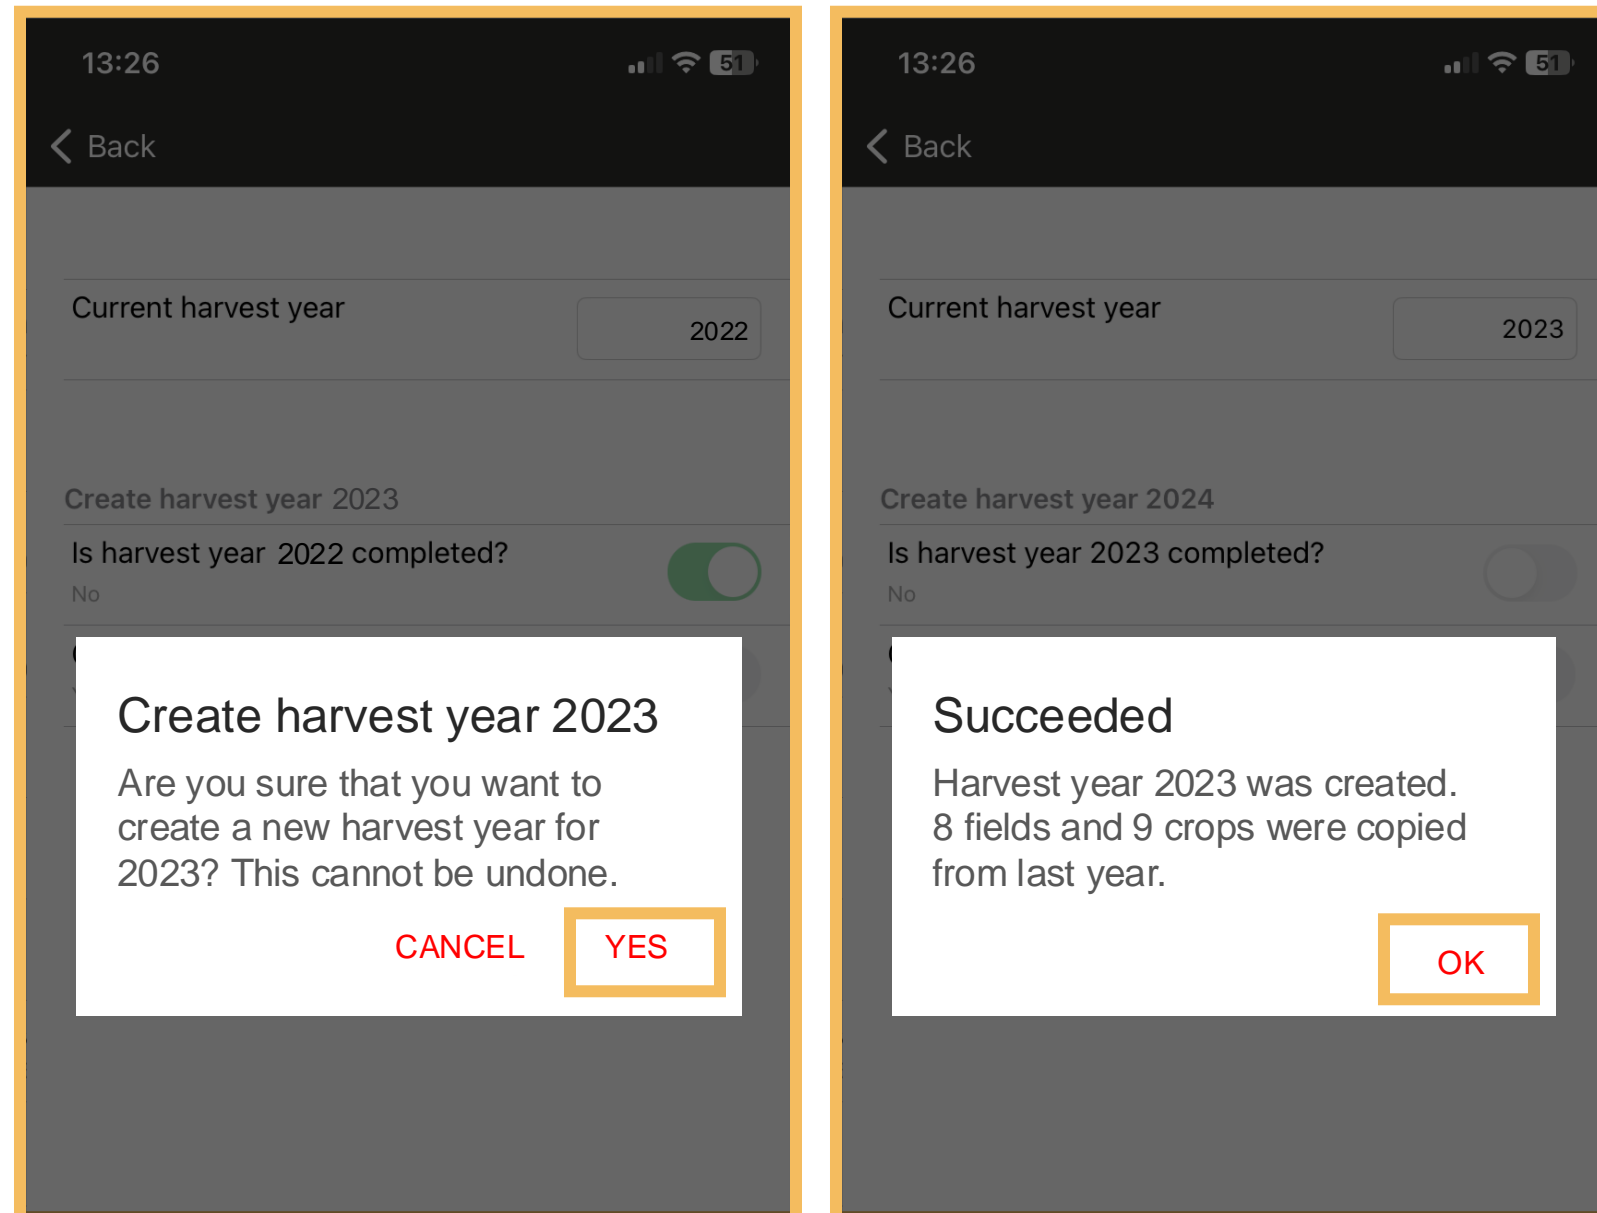 13:26
51
Back
Current harvest year
2022
Create harvest year 2023
Is harvest year 2022 completed?
No
Create harvest year 2023
Are you sure that you want to
create a new harvest year for
2023? This cannot be undone.
CANCEL YES
13:26
51
Back
Current harvest year
2023
Create harvest year 2024
Is harvest year 2023 completed?
No
Succeeded
Harvest year 2023 was created.
8 fields and 9 crops were copied
from last year.
OK